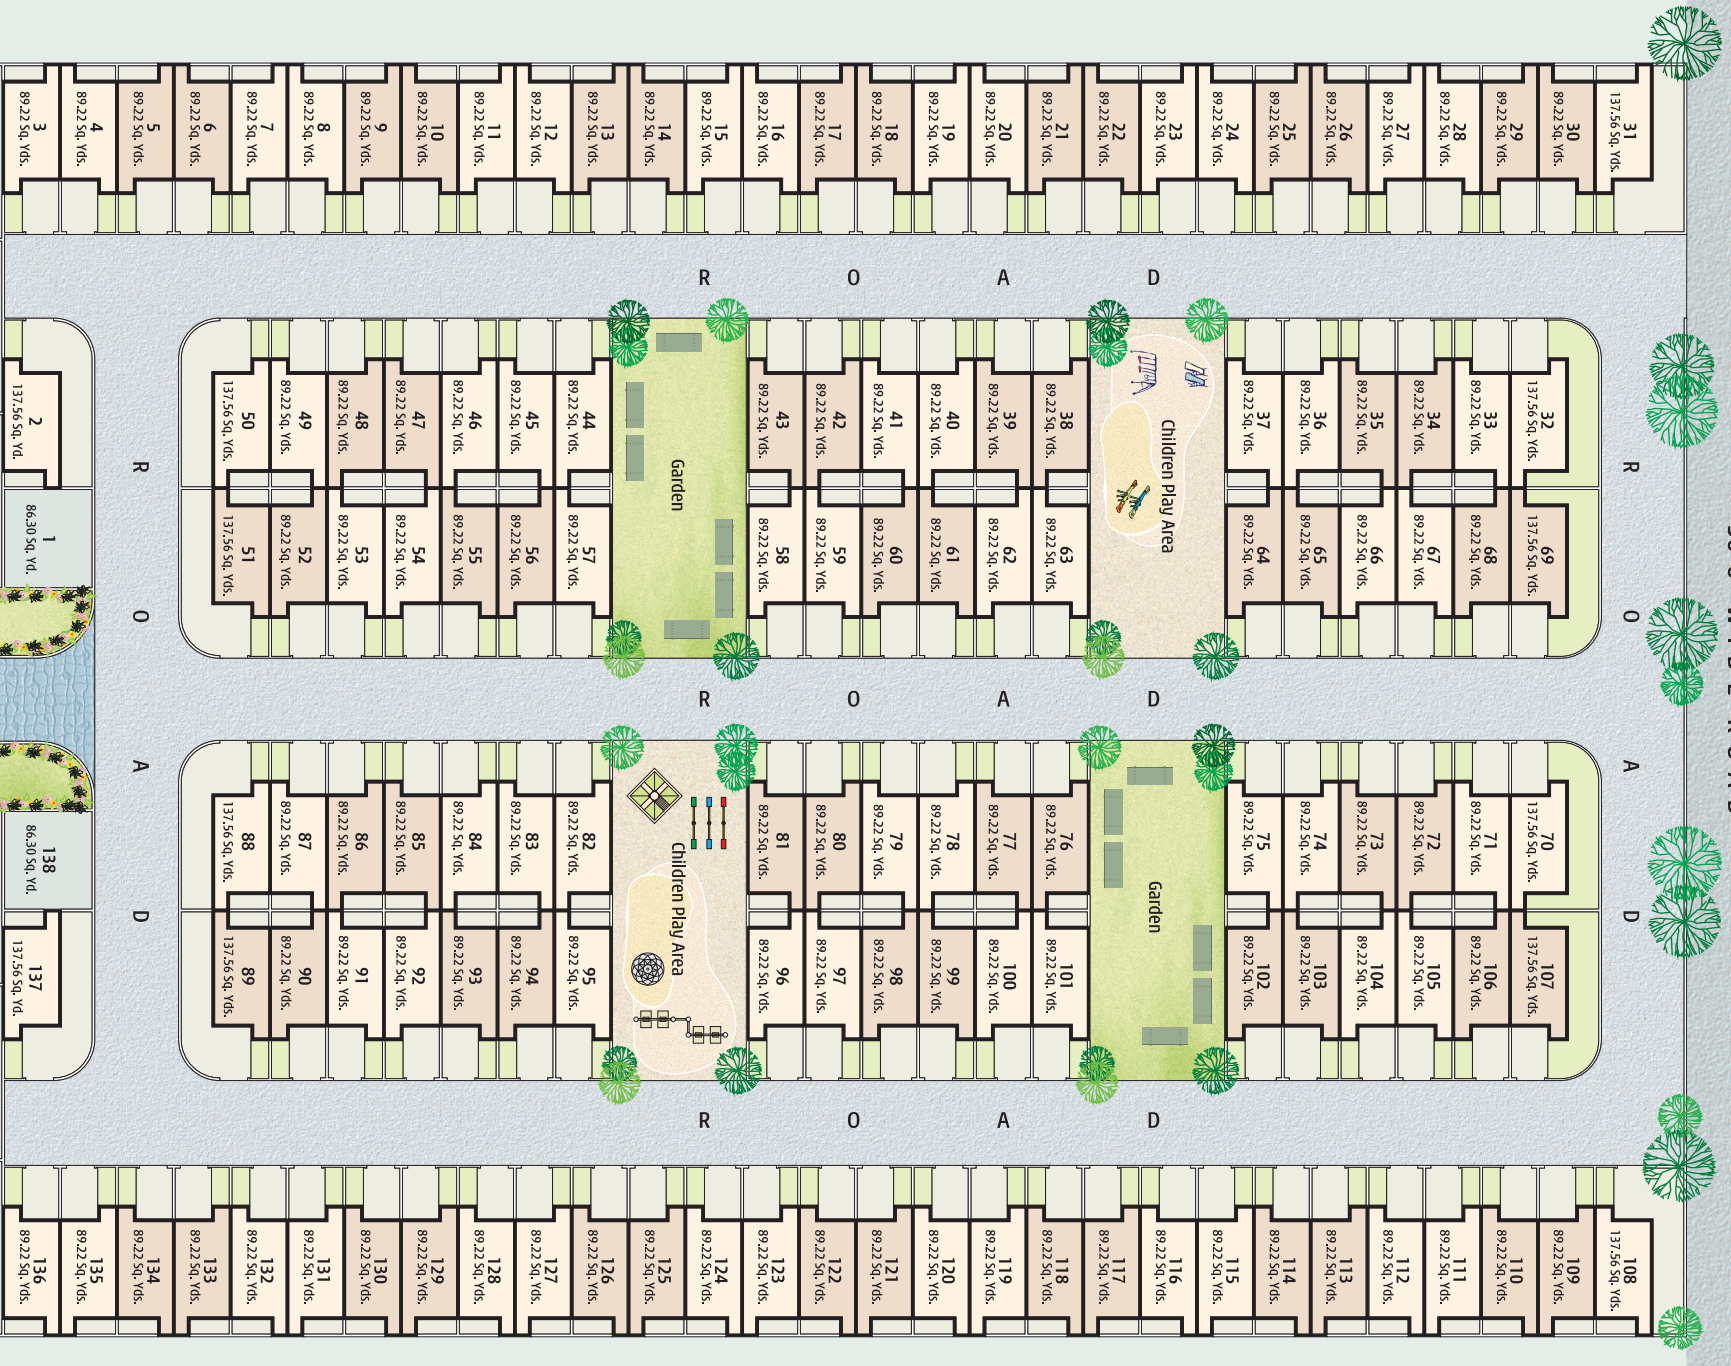 3
89.22 Sq. Yds.
4
89.22 Sq. Yds.
5
89.22 Sq. Yds.
6
89.22 Sq. Yds.
7
89.22 Sq. Yds.
8
89.22 Sq. Yds.
9
89.22 Sq. Yds.
10
89.22 Sq. Yds.
11
89.22 Sq. Yds.
12
89.22 Sq. Yds.
13
89.22 Sq. Yds.
14
89.22 Sq. Yds.
15
89.22 Sq. Yds.
16
89.22 Sq. Yds.
17
89.22 Sq. Yds.
18
89.22 Sq. Yds.
19
89.22 Sq. Yds.
20
89.22 Sq. Yds.
21
89.22 Sq. Yds.
22
89.22 Sq. Yds.
23
89.22 Sq. Yds.
24
89.22 Sq. Yds.
25
89.22 Sq. Yds.
26
89.22 Sq. Yds.
27
89.22 Sq. Yds.
28
89.22 Sq. Yds.
29
89.22 Sq. Yds.
30
89.22 Sq. Yds.
31
137.56 Sq. Yds.
ROAD
2
137.56 Sq. Yd.
1
86.30 Sq. Yd.
ROAD
50
137.56 Sq. Yds.
49
89.22 Sq. Yds.
48
89.22 Sq. Yds.
47
89.22 Sq. Yds.
46
89.22 Sq. Yds.
45
89.22 Sq. Yds.
44
89.22 Sq. Yds.
Garden
43
89.22 Sq. Yds.
42
89.22 Sq. Yds.
41
89.22 Sq. Yds.
40
89.22 Sq. Yds.
39
89.22 Sq. Yds.
38
89.22 Sq. Yds.
Children Play Area
37
89.22 Sq. Yds.
36
89.22 Sq. Yds.
35
89.22 Sq. Yds.
34
89.22 Sq. Yds.
33
89.22 Sq. Yds.
32
137.56 Sq. Yds.
ROAD
51
137.56 Sq. Yds.
52
89.22 Sq. Yds.
53
89.22 Sq. Yds.
54
89.22 Sq. Yds.
55
89.22 Sq. Yds.
56
89.22 Sq. Yds.
57
89.22 Sq. Yds.
58
89.22 Sq. Yds.
59
89.22 Sq. Yds.
60
89.22 Sq. Yds.
61
89.22 Sq. Yds.
62
89.22 Sq. Yds.
63
89.22 Sq. Yds.
64
89.22 Sq. Yds.
65
89.22 Sq. Yds.
66
89.22 Sq. Yds.
67
89.22 Sq. Yds.
68
89.22 Sq. Yds.
69
137.56 Sq. Yds.
ROAD
138
86.30 Sq. Yd.
137
137.56 Sq. Yd.
88
137.56 Sq. Yds.
87
89.22 Sq. Yds.
86
89.22 Sq. Yds.
85
89.22 Sq. Yds.
84
89.22 Sq. Yds.
83
89.22 Sq. Yds.
82
89.22 Sq. Yds.
Children Play Area
81
89.22 Sq. Yds.
80
89.22 Sq. Yds.
79
89.22 Sq. Yds.
78
89.22 Sq. Yds.
77
89.22 Sq. Yds.
76
89.22 Sq. Yds.
Garden
75
89.22 Sq. Yds.
74
89.22 Sq. Yds.
73
89.22 Sq. Yds.
72
89.22 Sq. Yds.
71
89.22 Sq. Yds.
70
137.56 Sq. Yds.
89
137.56 Sq. Yds.
90
89.22 Sq. Yds.
91
89.22 Sq. Yds.
92
89.22 Sq. Yds.
93
89.22 Sq. Yds.
94
89.22 Sq. Yds.
95
89.22 Sq. Yds.
96
89.22 Sq. Yds.
97
89.22 Sq. Yds.
98
89.22 Sq. Yds.
99
89.22 Sq. Yds.
100
89.22 Sq. Yds.
101
89.22 Sq. Yds.
102
89.22 Sq. Yds.
103
89.22 Sq. Yds.
104
89.22 Sq. Yds.
105
89.22 Sq. Yds.
106
89.22 Sq. Yds.
107
137.56 Sq. Yds.
ROAD
136
89.22 Sq. Yds.
135
89.22 Sq. Yds.
134
89.22 Sq. Yds.
133
89.22 Sq. Yds.
132
89.22 Sq. Yds.
131
89.22 Sq. Yds.
130
89.22 Sq. Yds.
129
89.22 Sq. Yds.
128
89.22 Sq. Yds.
127
89.22 Sq. Yds.
126
89.22 Sq. Yds.
125
89.22 Sq. Yds.
124
89.22 Sq. Yds.
123
89.22 Sq. Yds.
122
89.22 Sq. Yds.
121
89.22 Sq. Yds.
120
89.22 Sq. Yds.
119
89.22 Sq. Yds.
118
89.22 Sq. Yds.
117
89.22 Sq. Yds.
116
89.22 Sq. Yds.
115
89.22 Sq. Yds.
114
89.22 Sq. Yds.
113
89.22 Sq. Yds.
112
89.22 Sq. Yds.
111
89.22 Sq. Yds.
110
89.22 Sq. Yds.
109
89.22 Sq. Yds.
108
137.56 Sq. Yds.